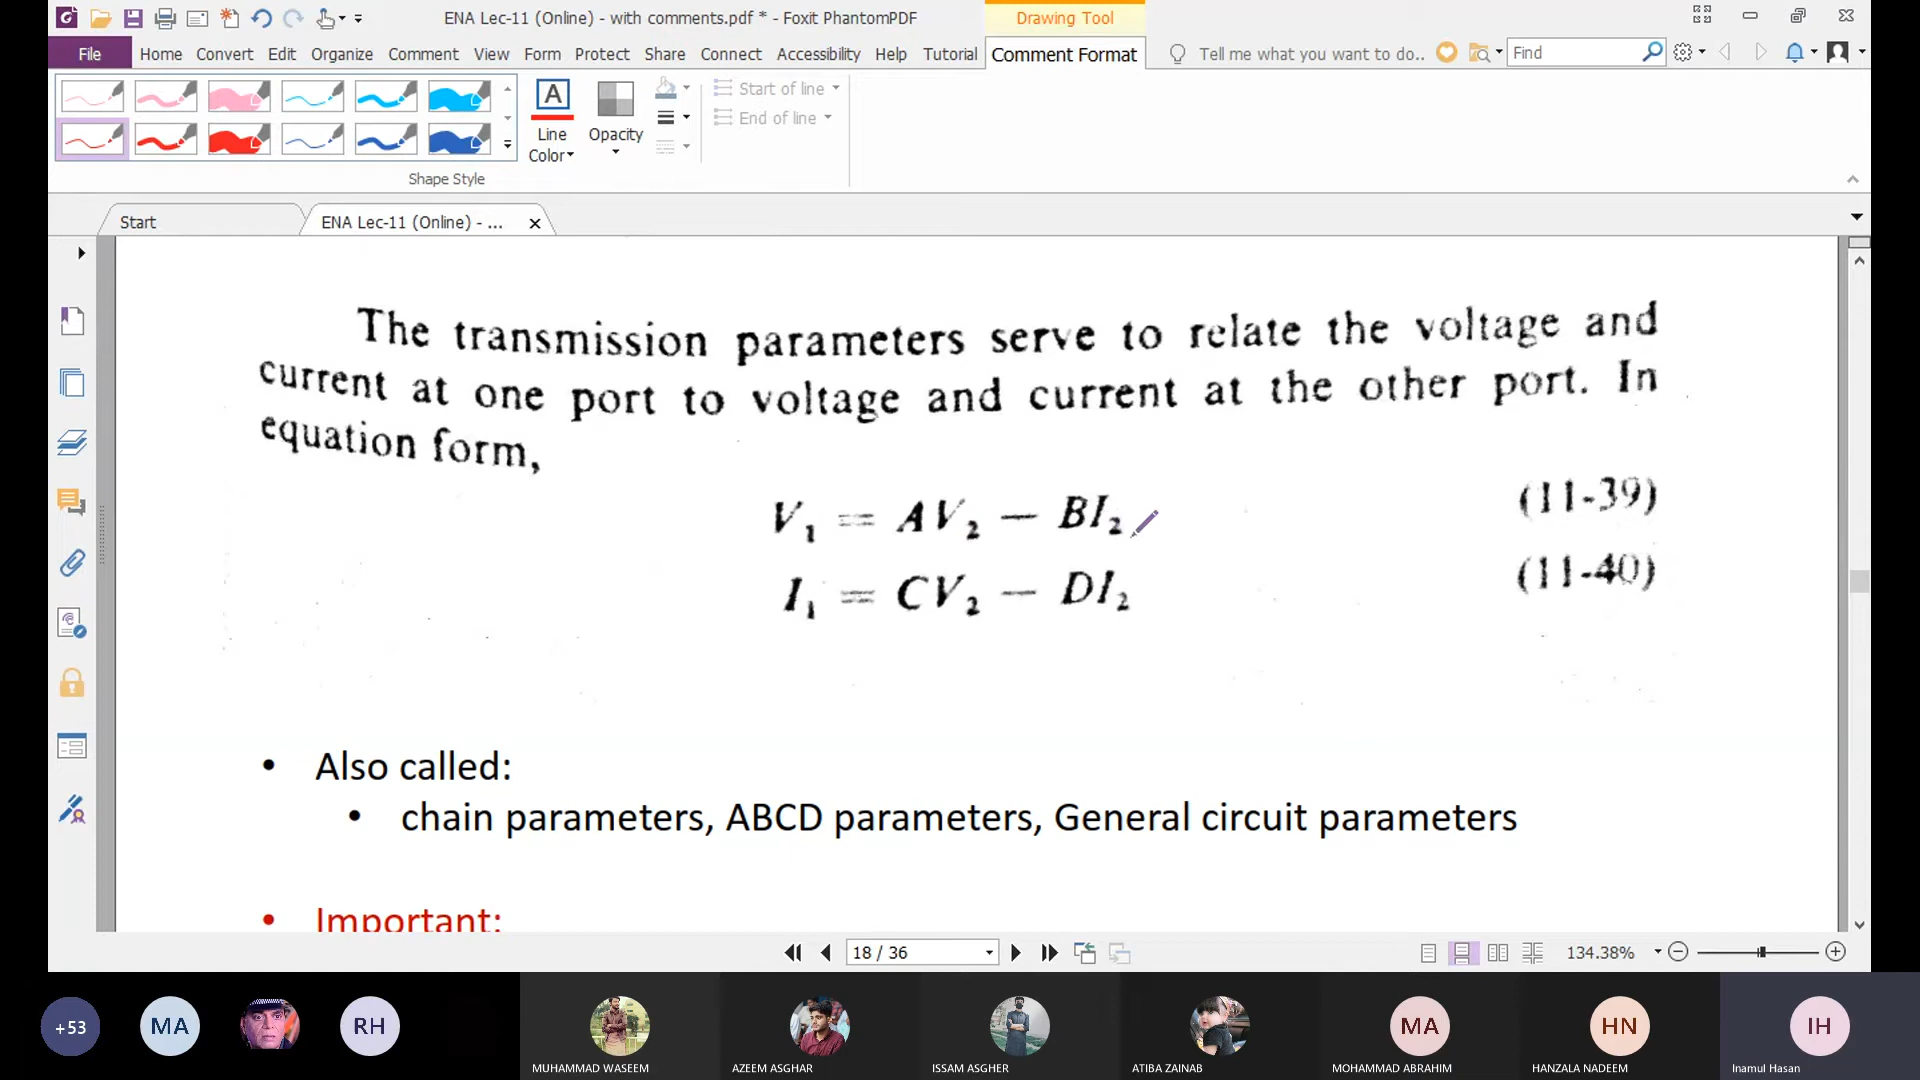 ENA Lec-11 (Online) - with comments.pdf * - Foxit PhantomPDF
Drawing Tool
File Home Convert Edit Organize Comment View Form Protect Share Connect Accessibility Help Tutorial Comment Format Tell me what you want to do.. Find
A
Line Color
Opacity
Start of line
End of line
Shape Style
Start
ENA Lec-11 (Online) - ...
The transmission parameters serve to relate the voltage and
current at one port to voltage and current at the other port. In
equation form,
V₁ = AV₂ − BI₂ (11-39)
I₁ = CV₂ − DI₂ (11-40)
• Also called:
• chain parameters, ABCD parameters, General circuit parameters
• Important:
18 / 36
134.38%
+53
MA
RH
MA
HN
IH
MUHAMMAD WASEEM
AZEEM ASGHAR
ISSAM ASGHER
ATIBA ZAINAB
MOHAMMAD ABRAHIM
HANZALA NADEEM
Inamul Hasan